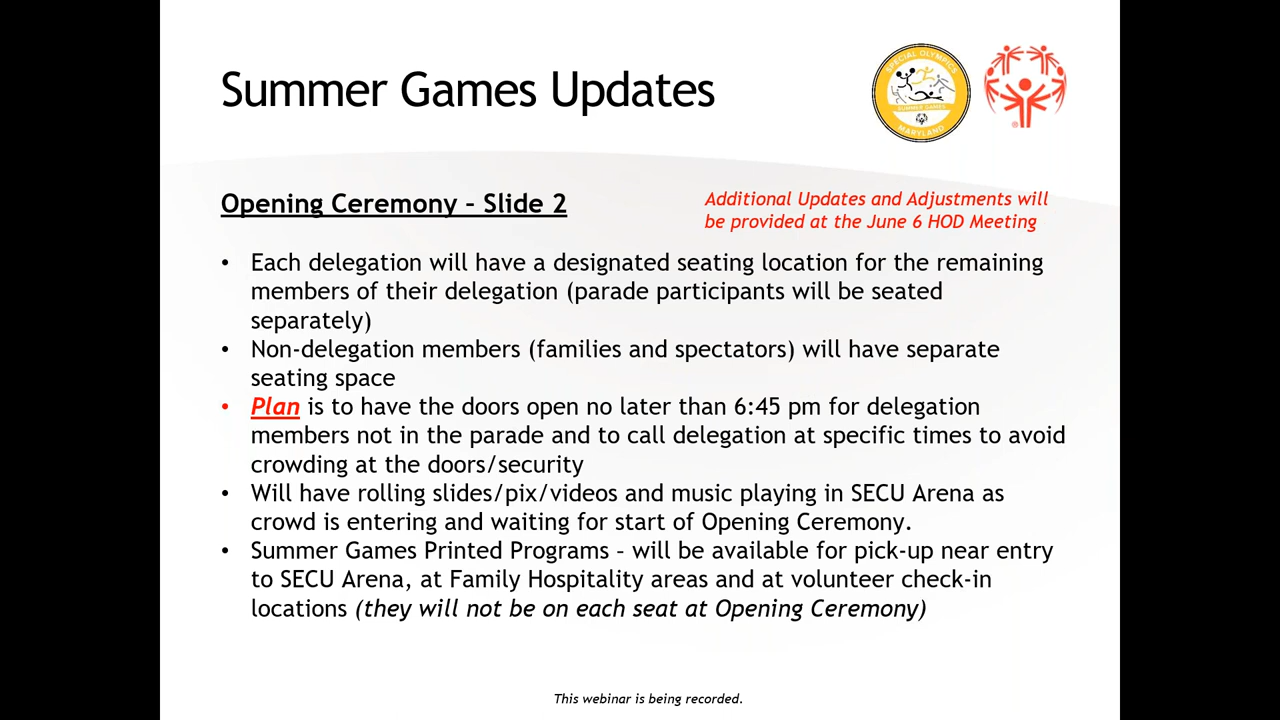 Summer Games Updates
SPECIAL OLYMPICS
SUMMER GAMES
MARYLAND
Opening Ceremony – Slide 2
Additional Updates and Adjustments will
be provided at the June 6 HOD Meeting
• Each delegation will have a designated seating location for the remaining
members of their delegation (parade participants will be seated
separately)
• Non-delegation members (families and spectators) will have separate
seating space
• Plan is to have the doors open no later than 6:45 pm for delegation
members not in the parade and to call delegation at specific times to avoid
crowding at the doors/security
• Will have rolling slides/pix/videos and music playing in SECU Arena as
crowd is entering and waiting for start of Opening Ceremony.
• Summer Games Printed Programs – will be available for pick-up near entry
to SECU Arena, at Family Hospitality areas and at volunteer check-in
locations (they will not be on each seat at Opening Ceremony)
This webinar is being recorded.